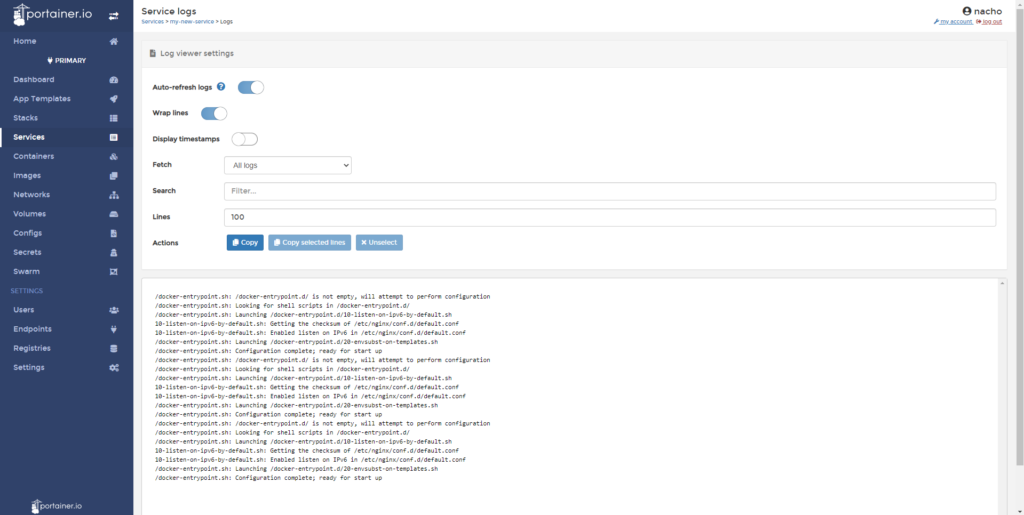 portainer.io
Home
PRIMARY
Dashboard
App Templates
Stacks
Services
Containers
Images
Networks
Volumes
Configs
Secrets
Swarm
SETTINGS
Users
Endpoints
Registries
Settings
portainer.io
Service logs
Services > my-new-service > Logs
nacho
my account log out
Log viewer settings
Auto-refresh logs
Wrap lines
Display timestamps
Fetch All logs
Search Filter...
Lines 100
Actions Copy Copy selected lines Unselect
/docker-entrypoint.sh: /docker-entrypoint.d/ is not empty, will attempt to perform configuration
/docker-entrypoint.sh: Looking for shell scripts in /docker-entrypoint.d/
/docker-entrypoint.sh: Launching /docker-entrypoint.d/10-listen-on-ipv6-by-default.sh
10-listen-on-ipv6-by-default.sh: Getting the checksum of /etc/nginx/conf.d/default.conf
10-listen-on-ipv6-by-default.sh: Enabled listen on IPv6 in /etc/nginx/conf.d/default.conf
/docker-entrypoint.sh: Launching /docker-entrypoint.d/20-envsubst-on-templates.sh
/docker-entrypoint.sh: Configuration complete; ready for start up
/docker-entrypoint.sh: /docker-entrypoint.d/ is not empty, will attempt to perform configuration
/docker-entrypoint.sh: Looking for shell scripts in /docker-entrypoint.d/
/docker-entrypoint.sh: Launching /docker-entrypoint.d/10-listen-on-ipv6-by-default.sh
10-listen-on-ipv6-by-default.sh: Getting the checksum of /etc/nginx/conf.d/default.conf
10-listen-on-ipv6-by-default.sh: Enabled listen on IPv6 in /etc/nginx/conf.d/default.conf
/docker-entrypoint.sh: Launching /docker-entrypoint.d/20-envsubst-on-templates.sh
/docker-entrypoint.sh: Configuration complete; ready for start up
/docker-entrypoint.sh: /docker-entrypoint.d/ is not empty, will attempt to perform configuration
/docker-entrypoint.sh: Looking for shell scripts in /docker-entrypoint.d/
/docker-entrypoint.sh: Launching /docker-entrypoint.d/10-listen-on-ipv6-by-default.sh
10-listen-on-ipv6-by-default.sh: Getting the checksum of /etc/nginx/conf.d/default.conf
10-listen-on-ipv6-by-default.sh: Enabled listen on IPv6 in /etc/nginx/conf.d/default.conf
/docker-entrypoint.sh: Launching /docker-entrypoint.d/20-envsubst-on-templates.sh
/docker-entrypoint.sh: Configuration complete; ready for start up